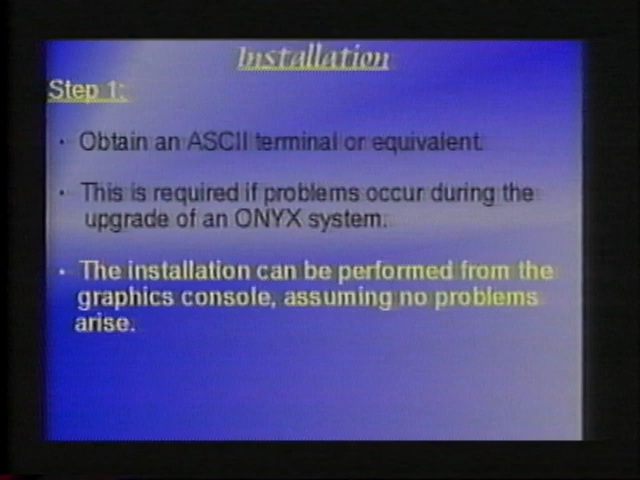 Installation
Step 1:
· Obtain an ASCII terminal or equivalent.
· This is required if problems occur during the
upgrade of an ONYX system.
· The installation can be performed from the
graphics console, assuming no problems
arise.